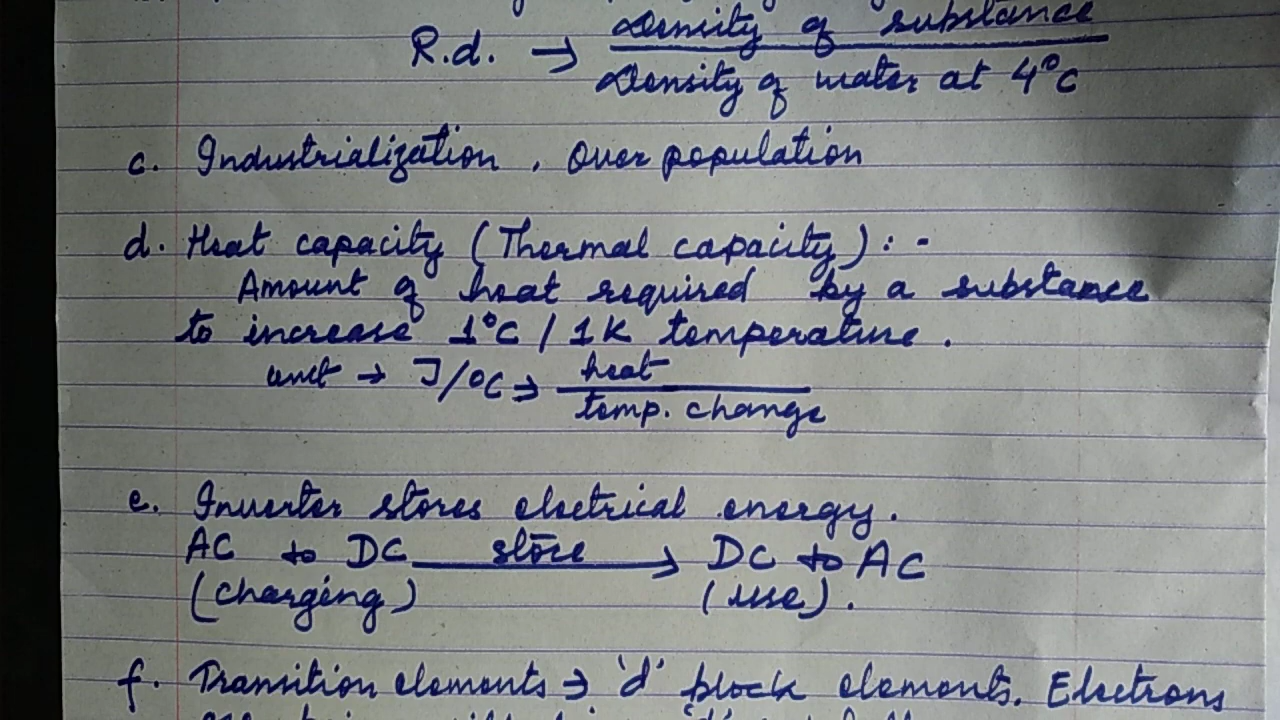 R.d. → Density of substance
Density of water at 4°C
c. Industrialization, Over population
d. Heat capacity (Thermal capacity) : -
Amount of heat required by a substance
to increase 1°C / 1K temperature.
unit → J/°C → heat
temp. change
e. Inverter stores electrical energy.
AC to DC store → DC to AC
(charging) (use).
f. Transition elements → 'd' block elements. Electrons